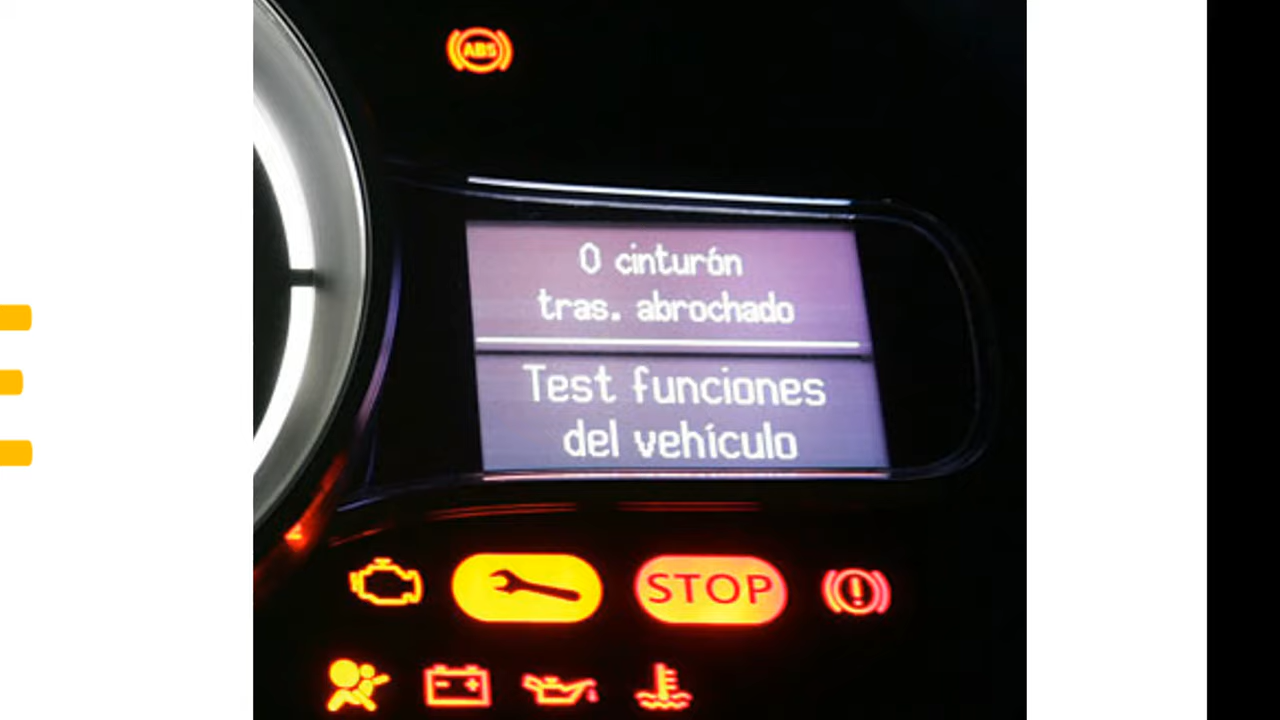 ABS
0 cinturón
tras. abrochado
Test funciones
del vehículo
STOP